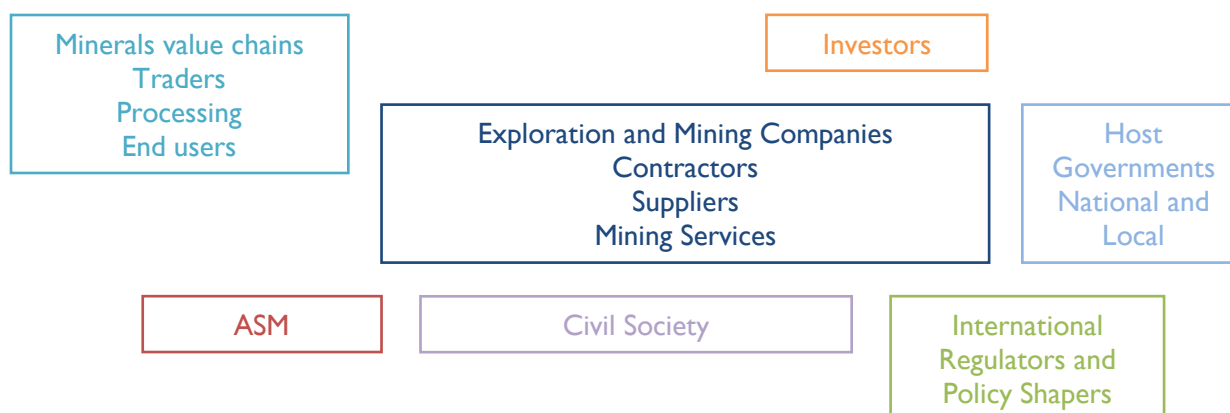 Minerals value chains
Traders
Processing
End users
Investors
Exploration and Mining Companies
Contractors
Suppliers
Mining Services
Host
Governments
National and
Local
ASM
Civil Society
International
Regulators and
Policy Shapers